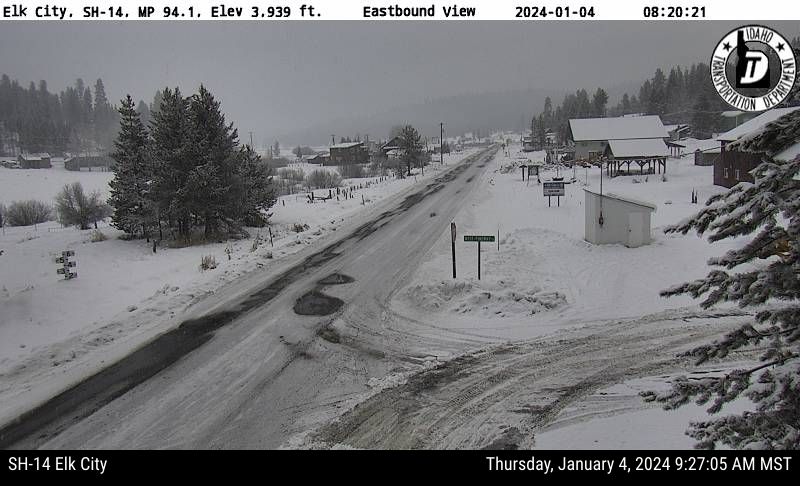 Elk City, SH-14, MP 94.1, Elev 3,939 ft. Eastbound View 2024-01-04 08:20:21
IDAHO
TRANSPORTATION DEPARTMENT
SH-14 Elk City Thursday, January 4, 2024 9:27:05 AM MST